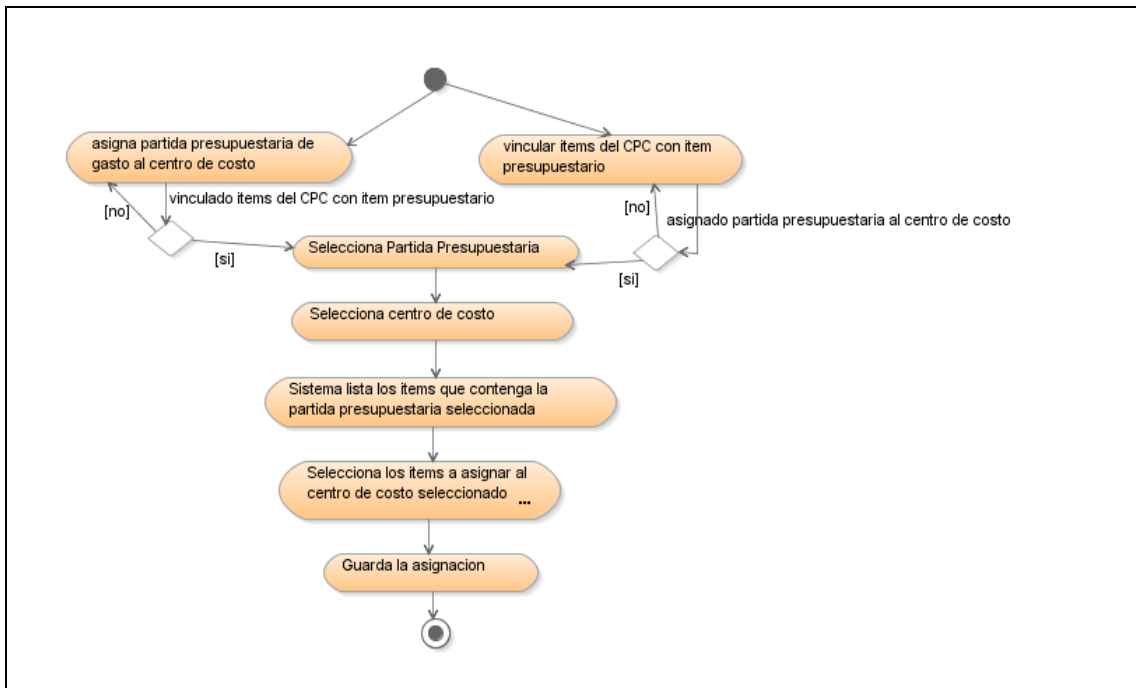 asigna partida presupuestaria de
gasto al centro de costo
vincular items del CPC con item
presupuestario
vinculado items del CPC con item presupuestario
[no]
[no]
asignado partida presupuestaria al centro de costo
Selecciona Partida Presupuestaria
[si]
[si]
Selecciona centro de costo
Sistema lista los items que contenga la
partida presupuestaria seleccionada
Selecciona los items a asignar al
centro de costo seleccionado ...
Guarda la asignacion